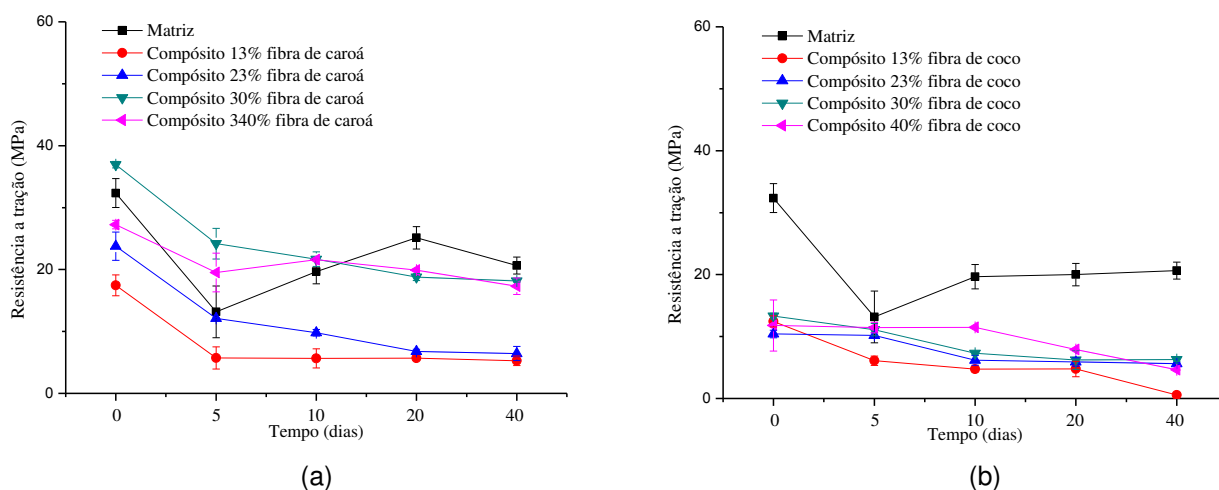 60
40
20
0
Resistência a tração (MPa)
Matriz
Compósito 13% fibra de caroá
Compósito 23% fibra de caroá
Compósito 30% fibra de caroá
Compósito 340% fibra de caroá
0 5 10 20 40
Tempo (dias)
(a)
60
40
20
0
Resistência a tração (MPa)
Matriz
Compósito 13% fibra de coco
Compósito 23% fibra de coco
Compósito 30% fibra de coco
Compósito 40% fibra de coco
0 5 10 20 40
Tempo (dias)
(b)